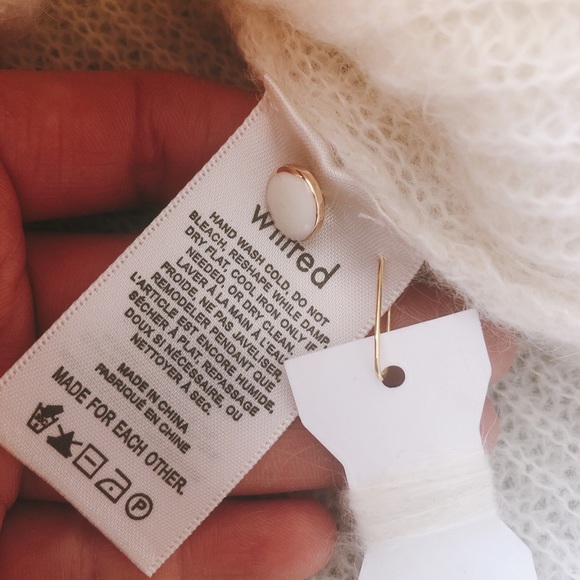 wilfred
HAND WASH COLD. DO NOT
BLEACH. RESHAPE WHILE DAMP.
DRY FLAT. COOL IRON ONLY IF
NEEDED. OR DRY CLEAN.
LAVER À LA MAIN À L'EAU
FROIDE. NE PAS JAVELISER.
REMODELER PENDANT QUE
L'ARTICLE EST ENCORE HUMIDE.
SÉCHER À PLAT. REPASSAGE
DOUX SI NÉCESSAIRE. OU
NETTOYER À SEC.
MADE IN CHINA
FABRIQUÉ EN CHINE
MADE FOR EACH OTHER.
P